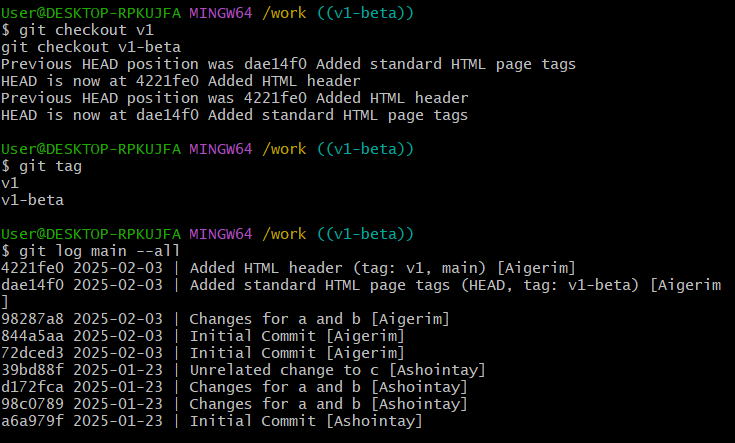 User@DESKTOP-RPKUJFA MINGW64 /work ((v1-beta))
$ git checkout v1
git checkout v1-beta
Previous HEAD position was dae14f0 Added standard HTML page tags
HEAD is now at 4221fe0 Added HTML header
Previous HEAD position was 4221fe0 Added HTML header
HEAD is now at dae14f0 Added standard HTML page tags
User@DESKTOP-RPKUJFA MINGW64 /work ((v1-beta))
$ git tag
v1
v1-beta
User@DESKTOP-RPKUJFA MINGW64 /work ((v1-beta))
$ git log main --all
4221fe0 2025-02-03 | Added HTML header (tag: v1, main) [Aigerim]
dae14f0 2025-02-03 | Added standard HTML page tags (HEAD, tag: v1-beta) [Aigerim
]
98287a8 2025-02-03 | Changes for a and b [Aigerim]
844a5aa 2025-02-03 | Initial Commit [Aigerim]
72dced3 2025-02-03 | Initial Commit [Aigerim]
39bd88f 2025-01-23 | Unrelated change to c [Ashointay]
d172fca 2025-01-23 | Changes for a and b [Ashointay]
98c0789 2025-01-23 | Changes for a and b [Ashointay]
a6a979f 2025-01-23 | Initial Commit [Ashointay]